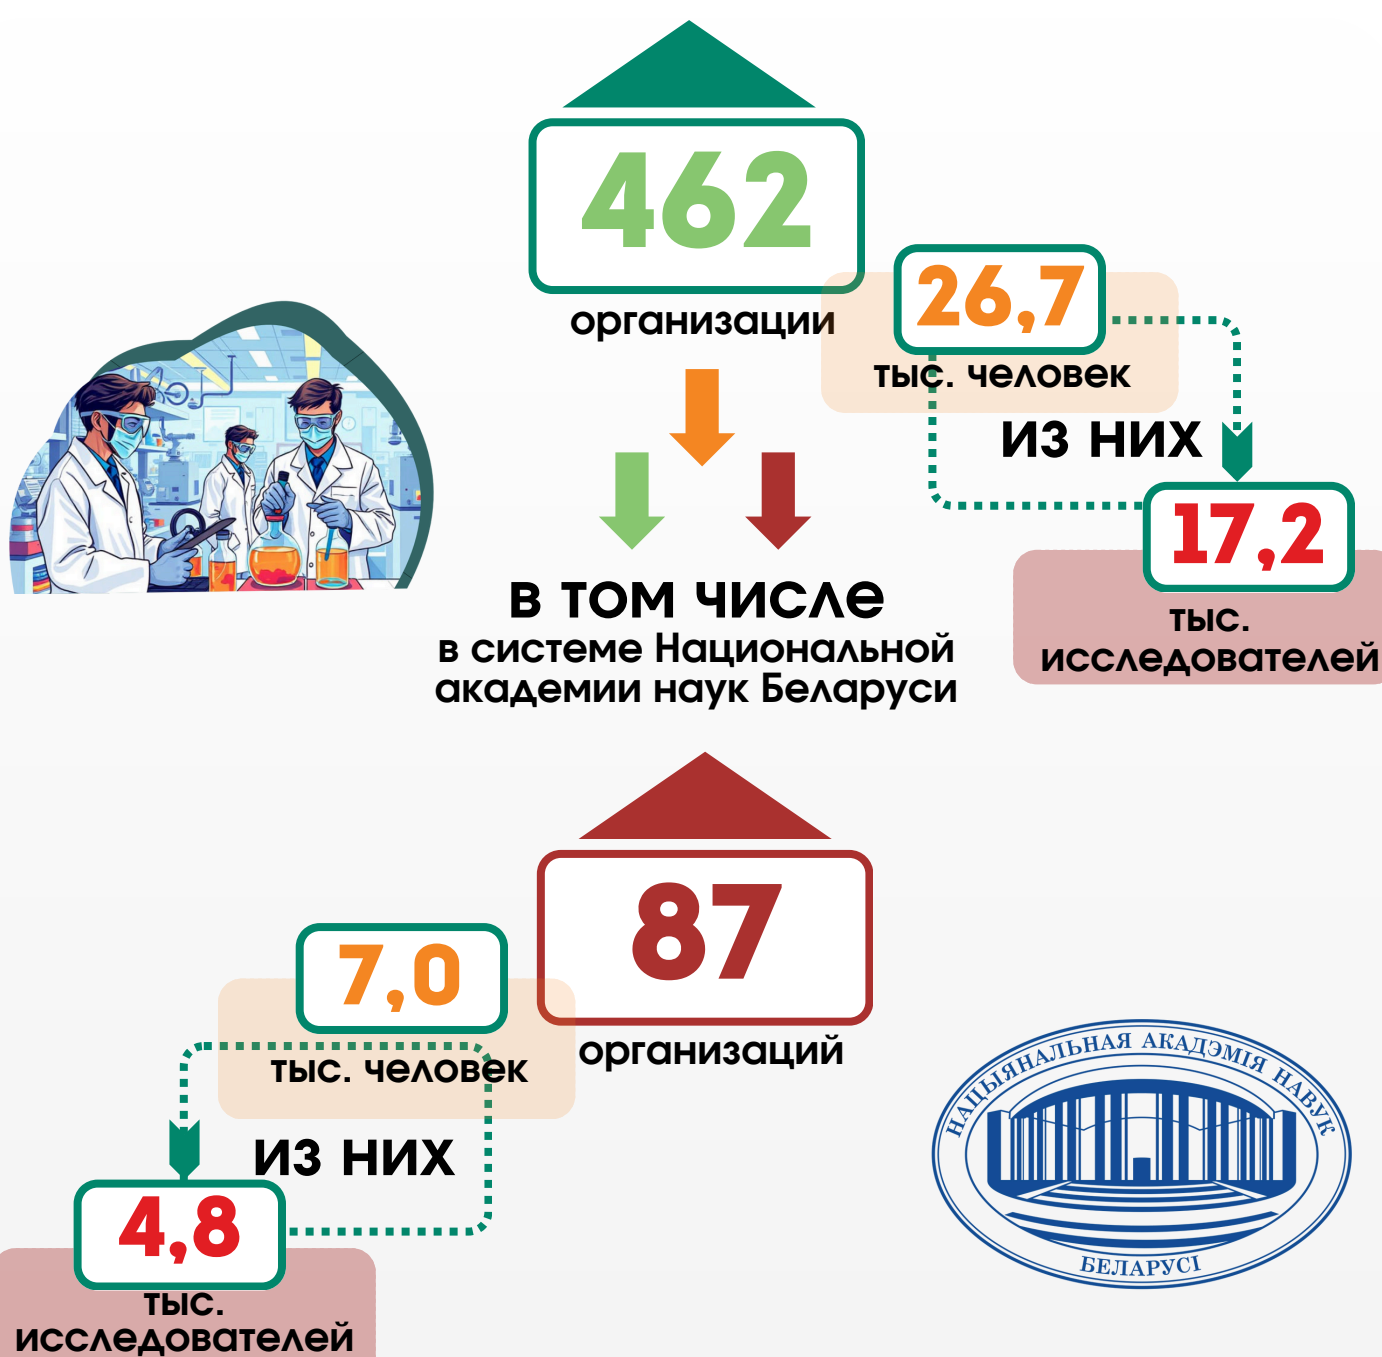 462
организации
26,7
тыс. человек
из них
17,2
тыс.
исследователей
в том числе
в системе Национальной
академии наук Беларуси
87
организаций
7,0
тыс. человек
из них
4,8
тыс.
исследователей
НАЦЫЯНАЛЬНАЯ АКАДЭМІЯ НАВУК
БЕЛАРУСІ